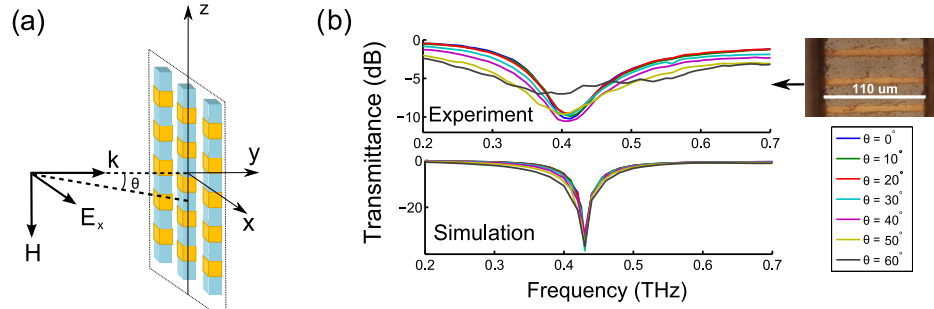 (a)
z
y
x
k
θ
E x
H
(b)
Transmittance (dB)
0
−5
−10
Experiment
0.2 0.3 0.4 0.5 0.6 0.7
0
−20
Simulation
0.2 0.3 0.4 0.5 0.6 0.7
Frequency (THz)
110 um
θ = 0°
θ = 10°
θ = 20°
θ = 30°
θ = 40°
θ = 50°
θ = 60°